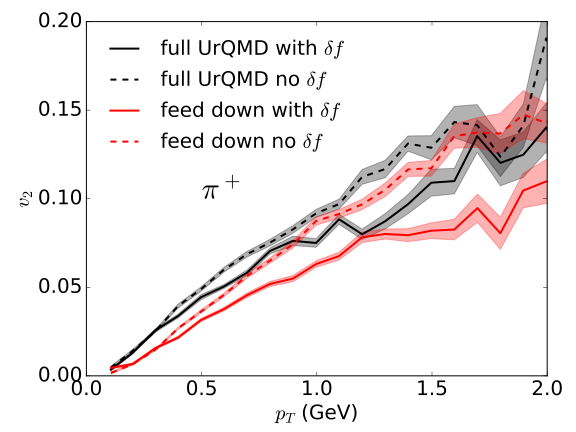 0.20
full UrQMD with δf
full UrQMD no δf
0.15
feed down with δf
feed down no δf
π⁺
v₂
0.10
0.05
0.00
0.0 0.5 1.0 1.5 2.0
p_T (GeV)